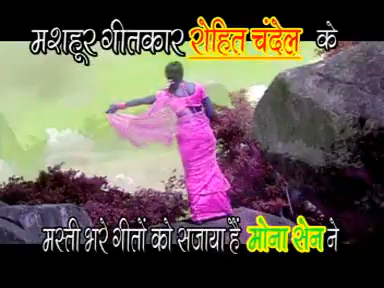 मशहूर गीतकार रोहित चंदेल के
मस्ती भरे गीतों को सजाया हैं मोना सेन ने